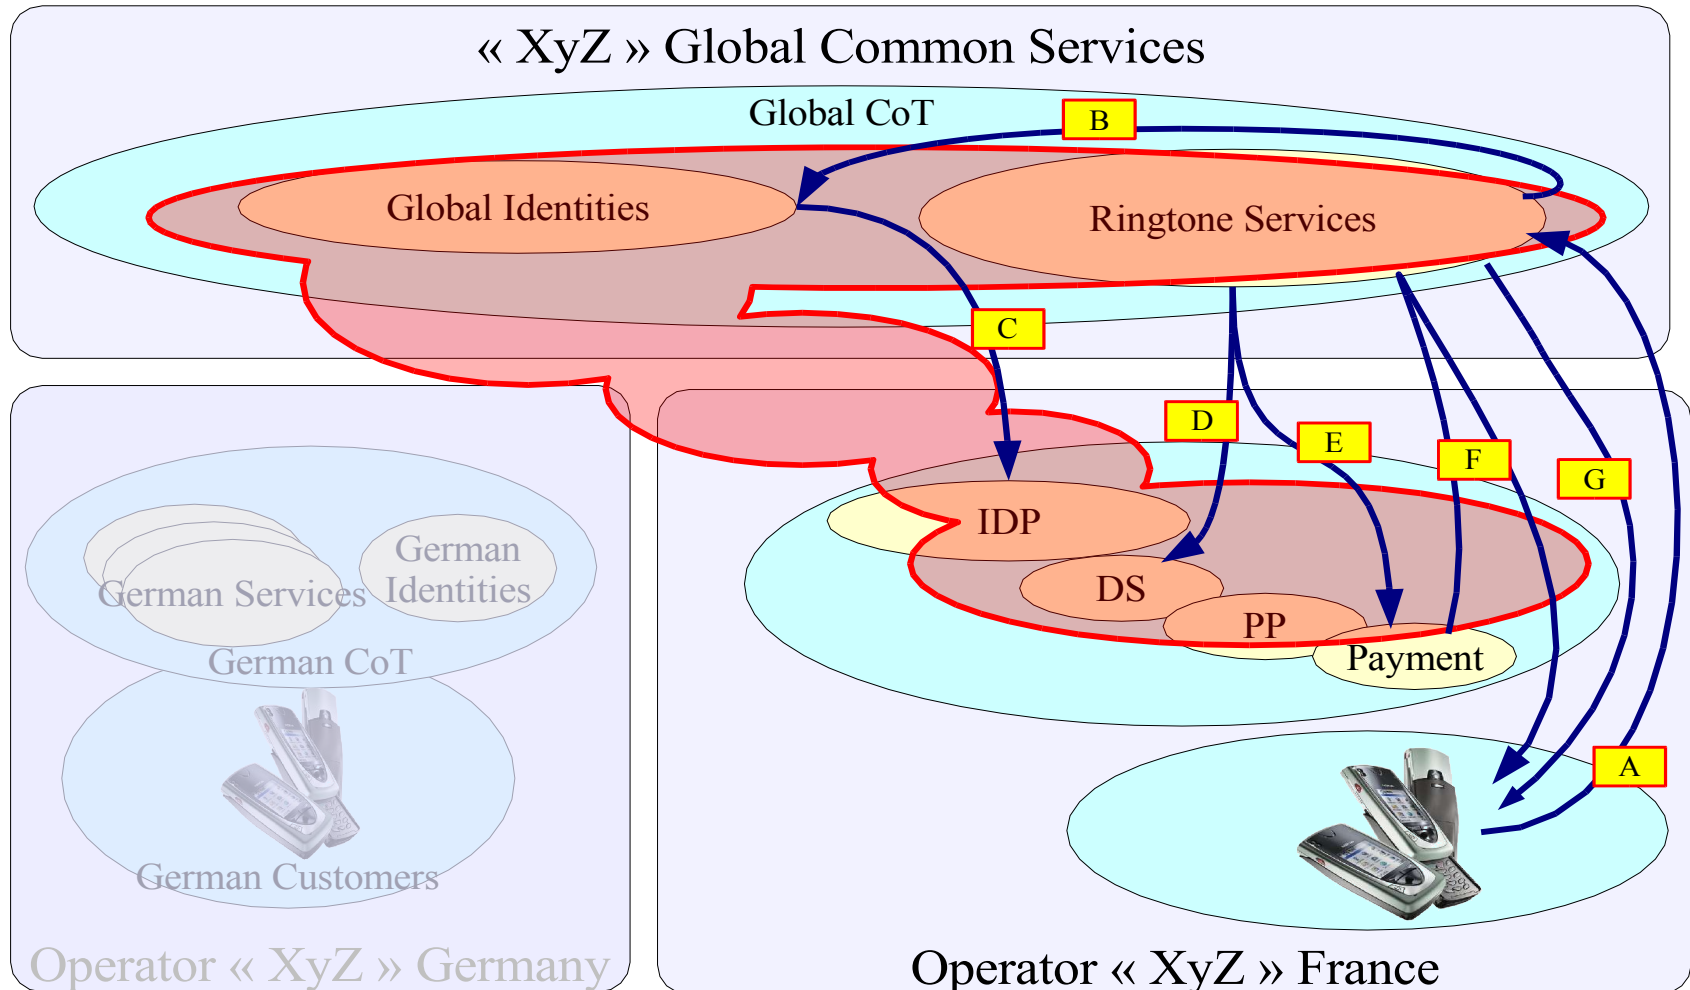 « XyZ » Global Common Services
Global CoT
B
Global Identities
Ringtone Services
C
D
E
F
G
IDP
DS
PP
Payment
German Services
German
Identities
German CoT
A
German Customers
Operator « XyZ » Germany
Operator « XyZ » France